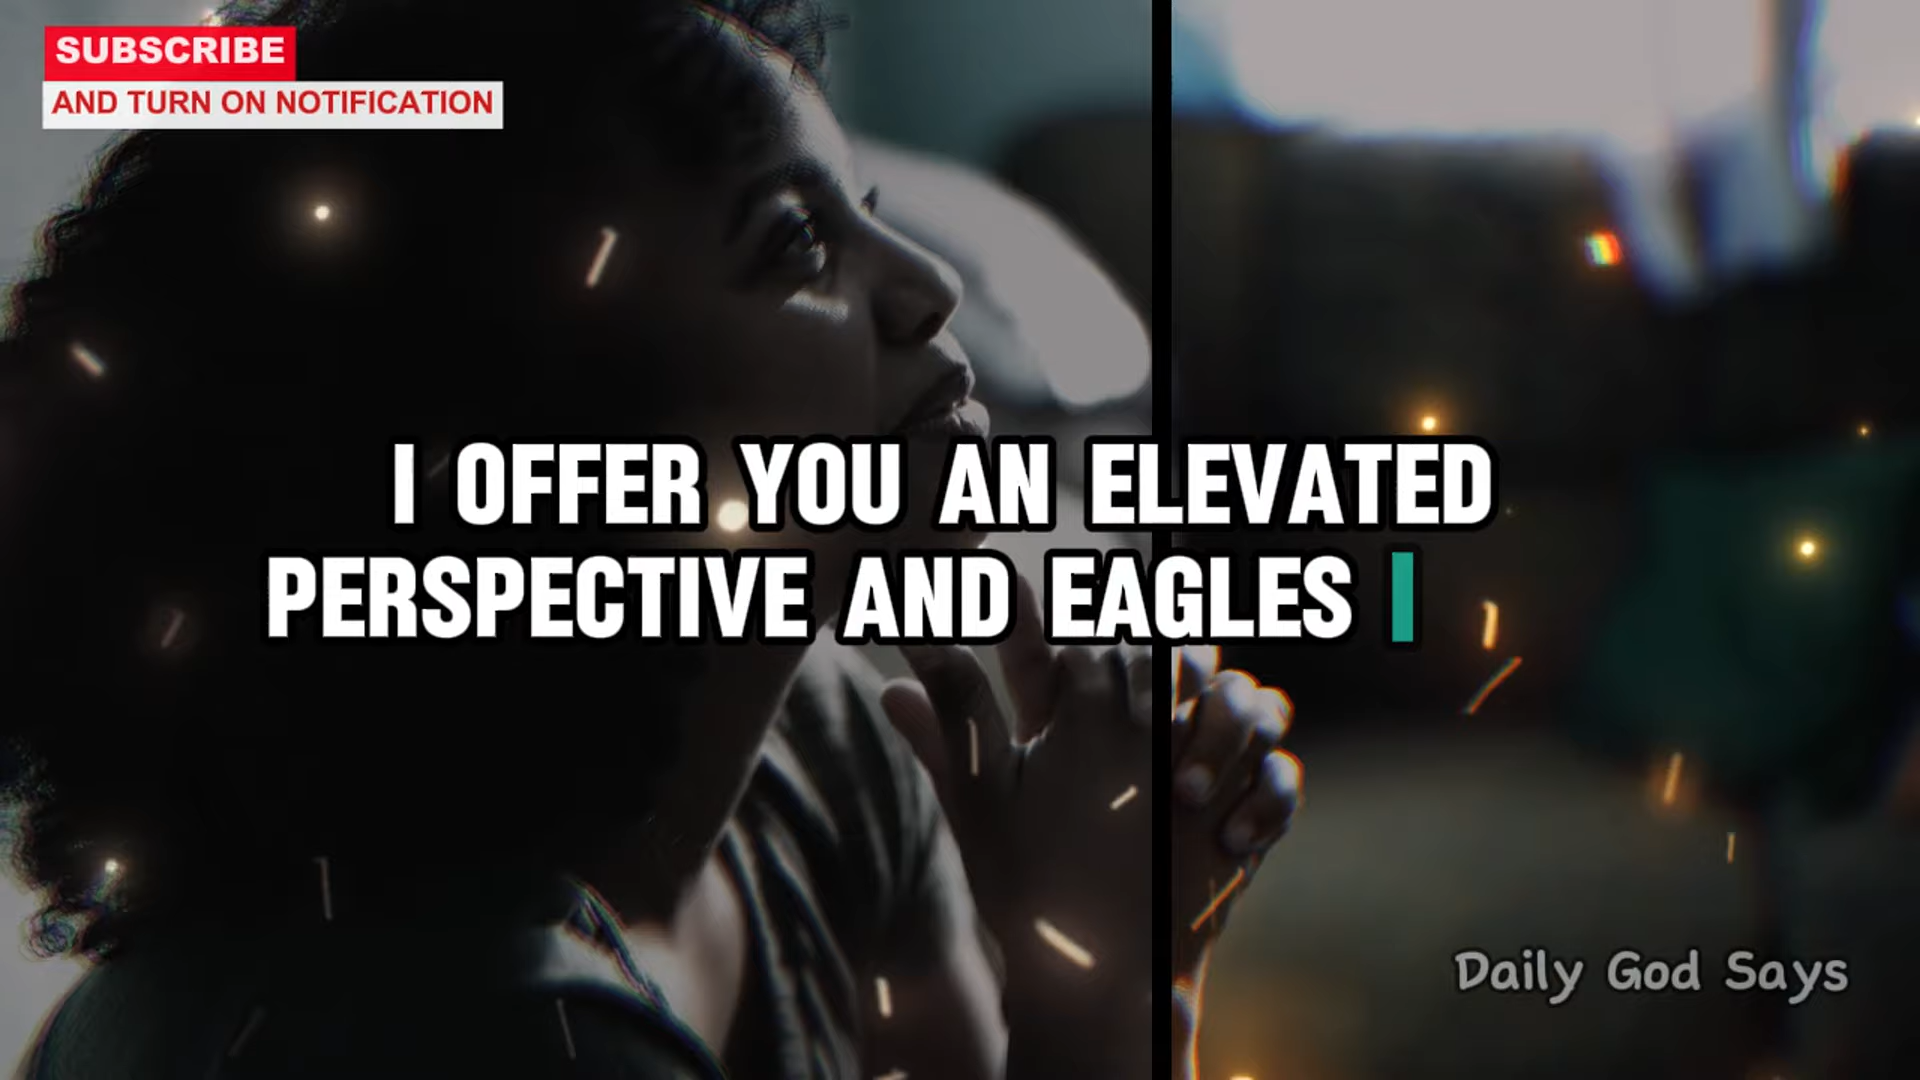 SUBSCRIBE
AND TURN ON NOTIFICATION
I OFFER YOU AN ELEVATED
PERSPECTIVE AND EAGLES
Daily God Says